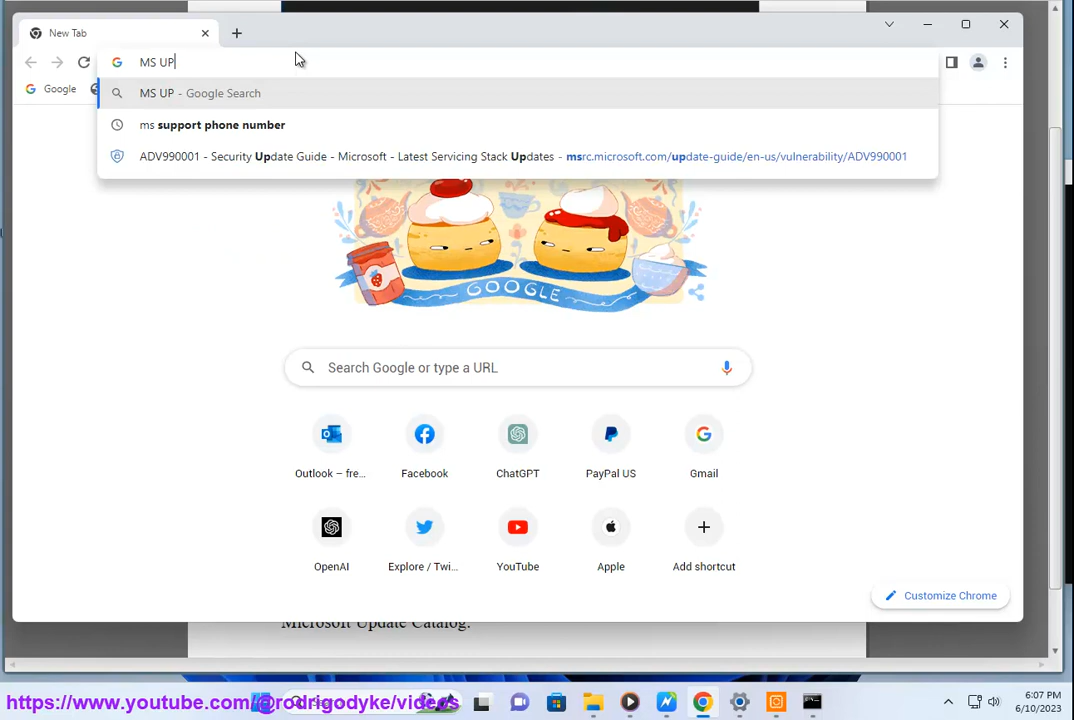 New Tab
MS UP
Google
MS UP - Google Search
ms support phone number
ADV990001 - Security Update Guide - Microsoft - Latest Servicing Stack Updates - msrc.microsoft.com/update-guide/en-us/vulnerability/ADV990001
GOOGLE
Search Google or type a URL
Outlook – fre...
Facebook
ChatGPT
PayPal US
Gmail
OpenAI
Explore / Twi...
YouTube
Apple
Add shortcut
Customize Chrome
Microsoft Update Catalog.
https://www.youtube.com/@rodrigodyke/videos
6:07 PM
6/10/2023